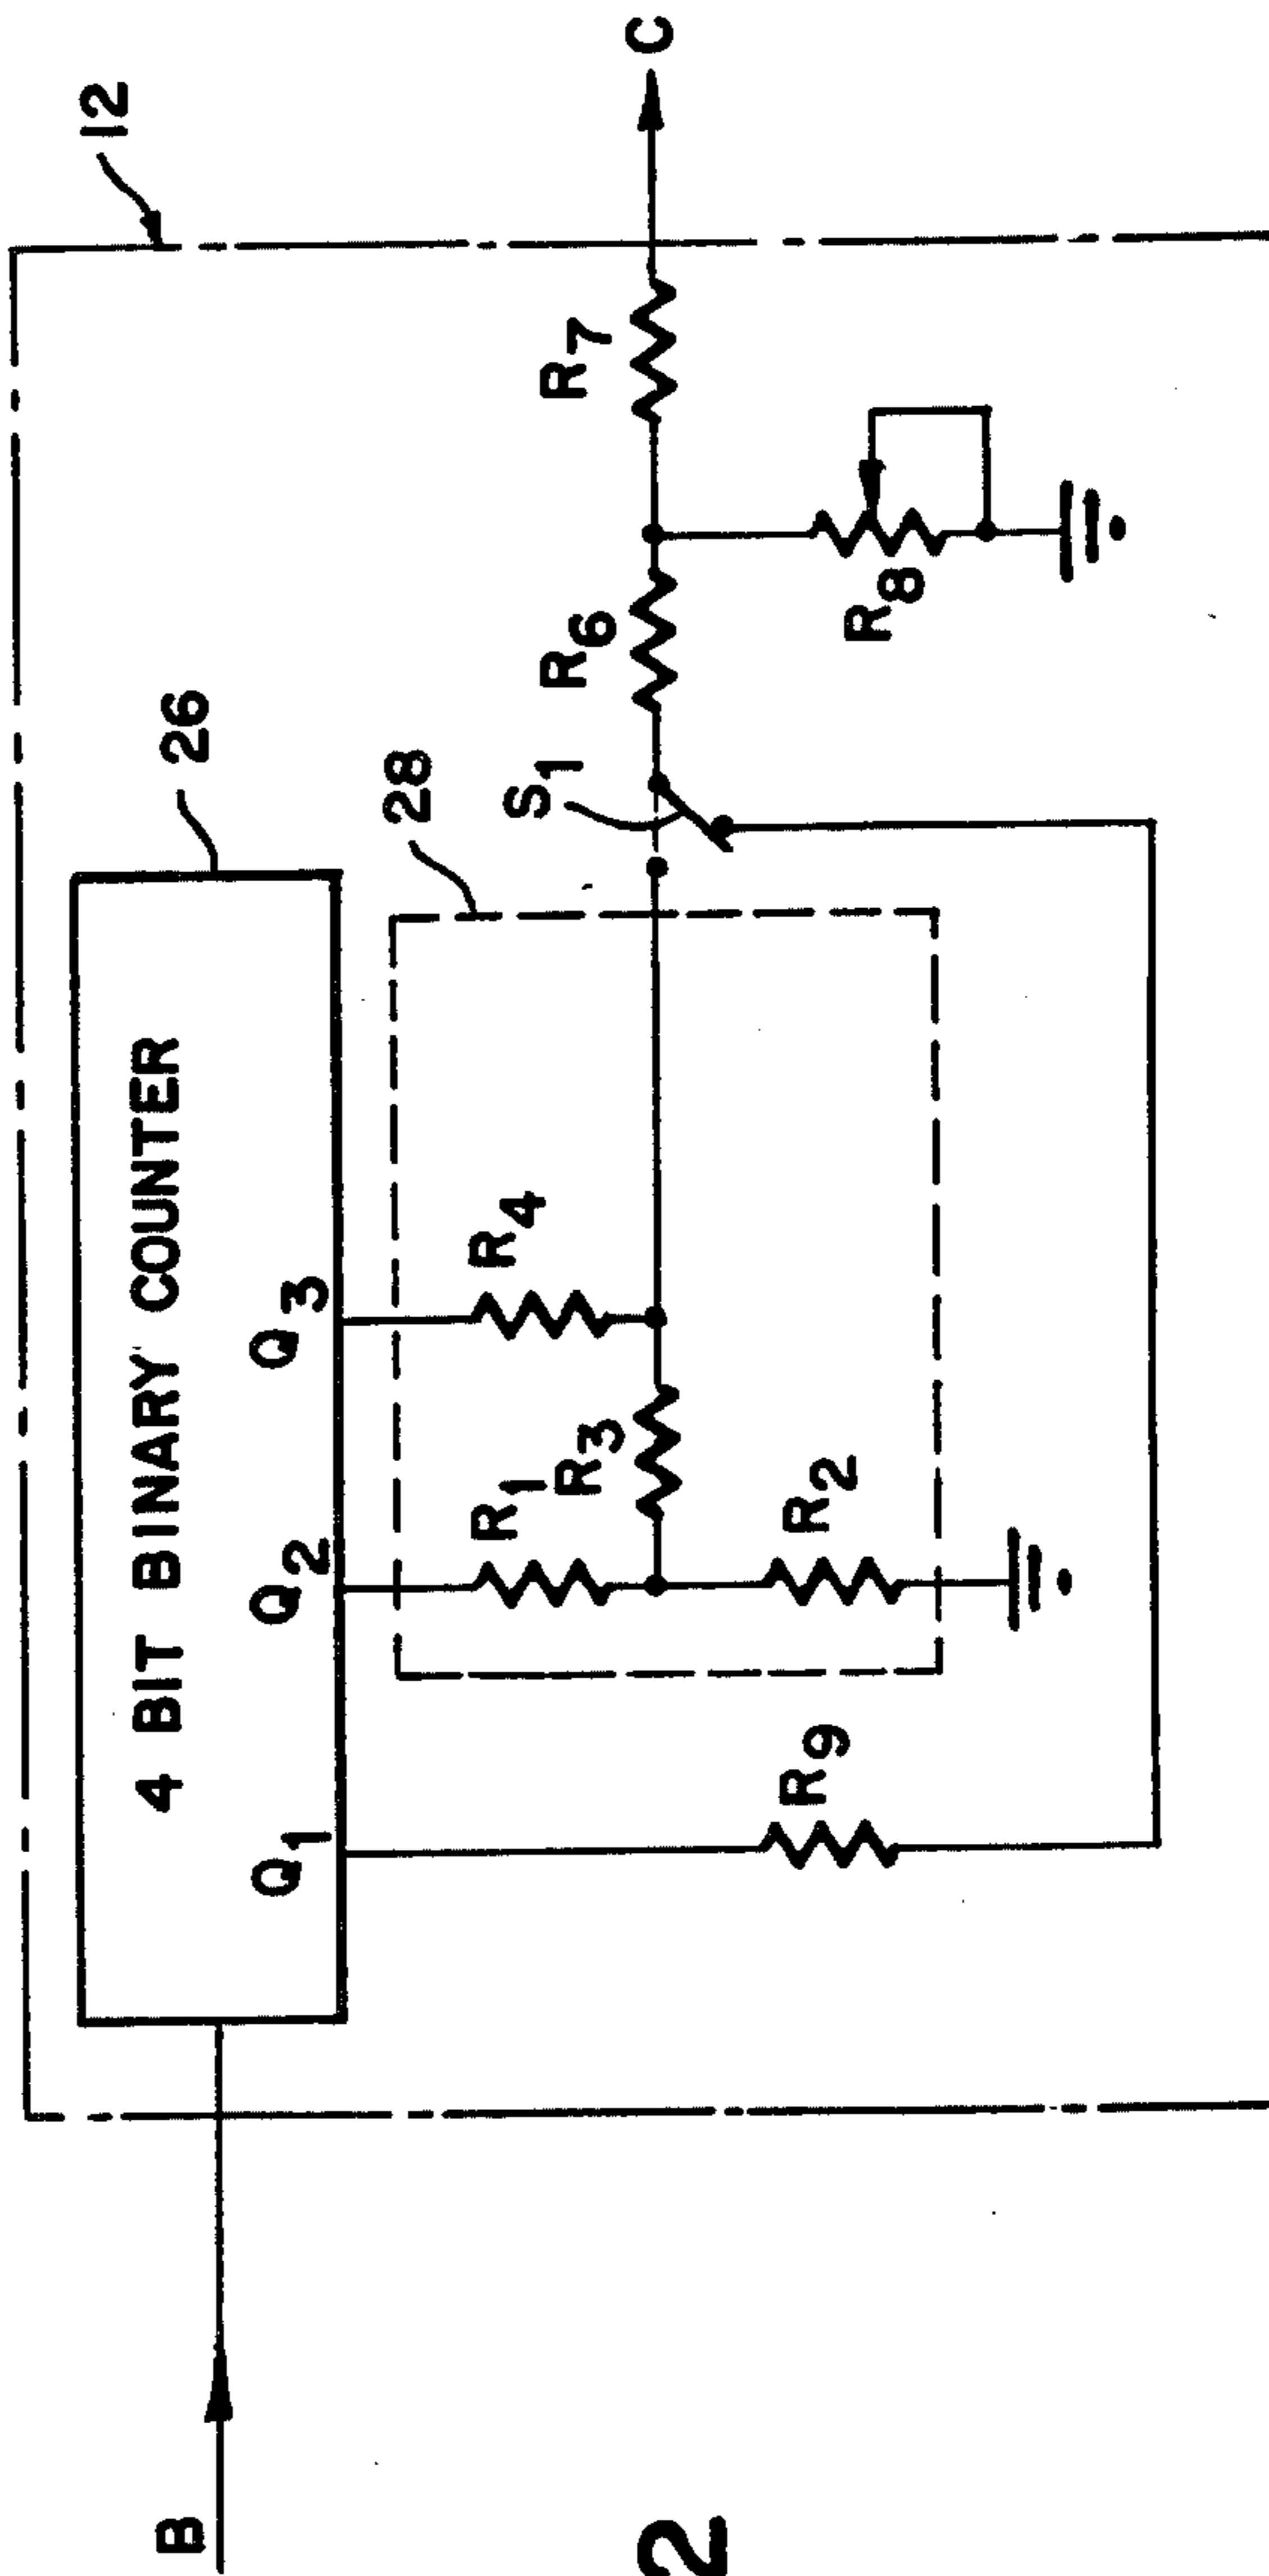 12
26
4 BIT BINARY COUNTER
Q1
Q2
Q3
B
28
R1
R4
R3
R2
R9
S1
R6
R7
R8
C
2